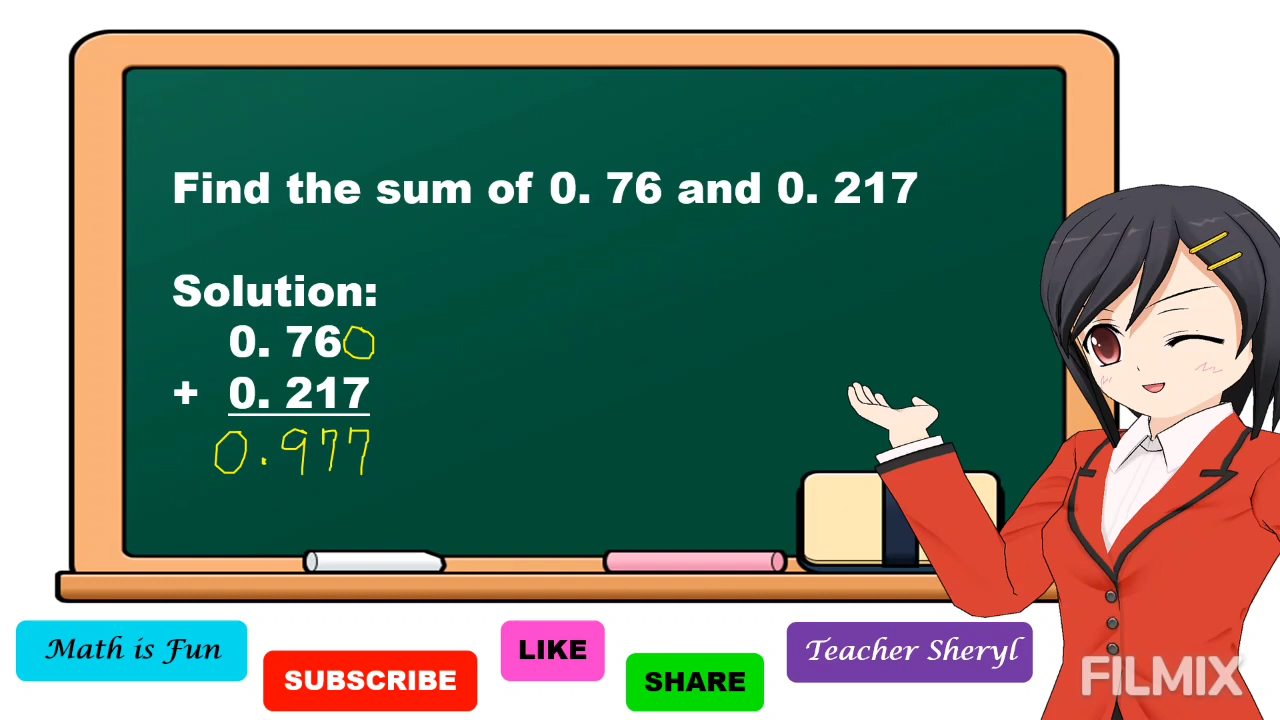 Find the sum of 0. 76 and 0. 217
Solution:
0. 760
+ 0. 217
0.977
Math is Fun
SUBSCRIBE
LIKE
SHARE
Teacher Sheryl
FILMIX